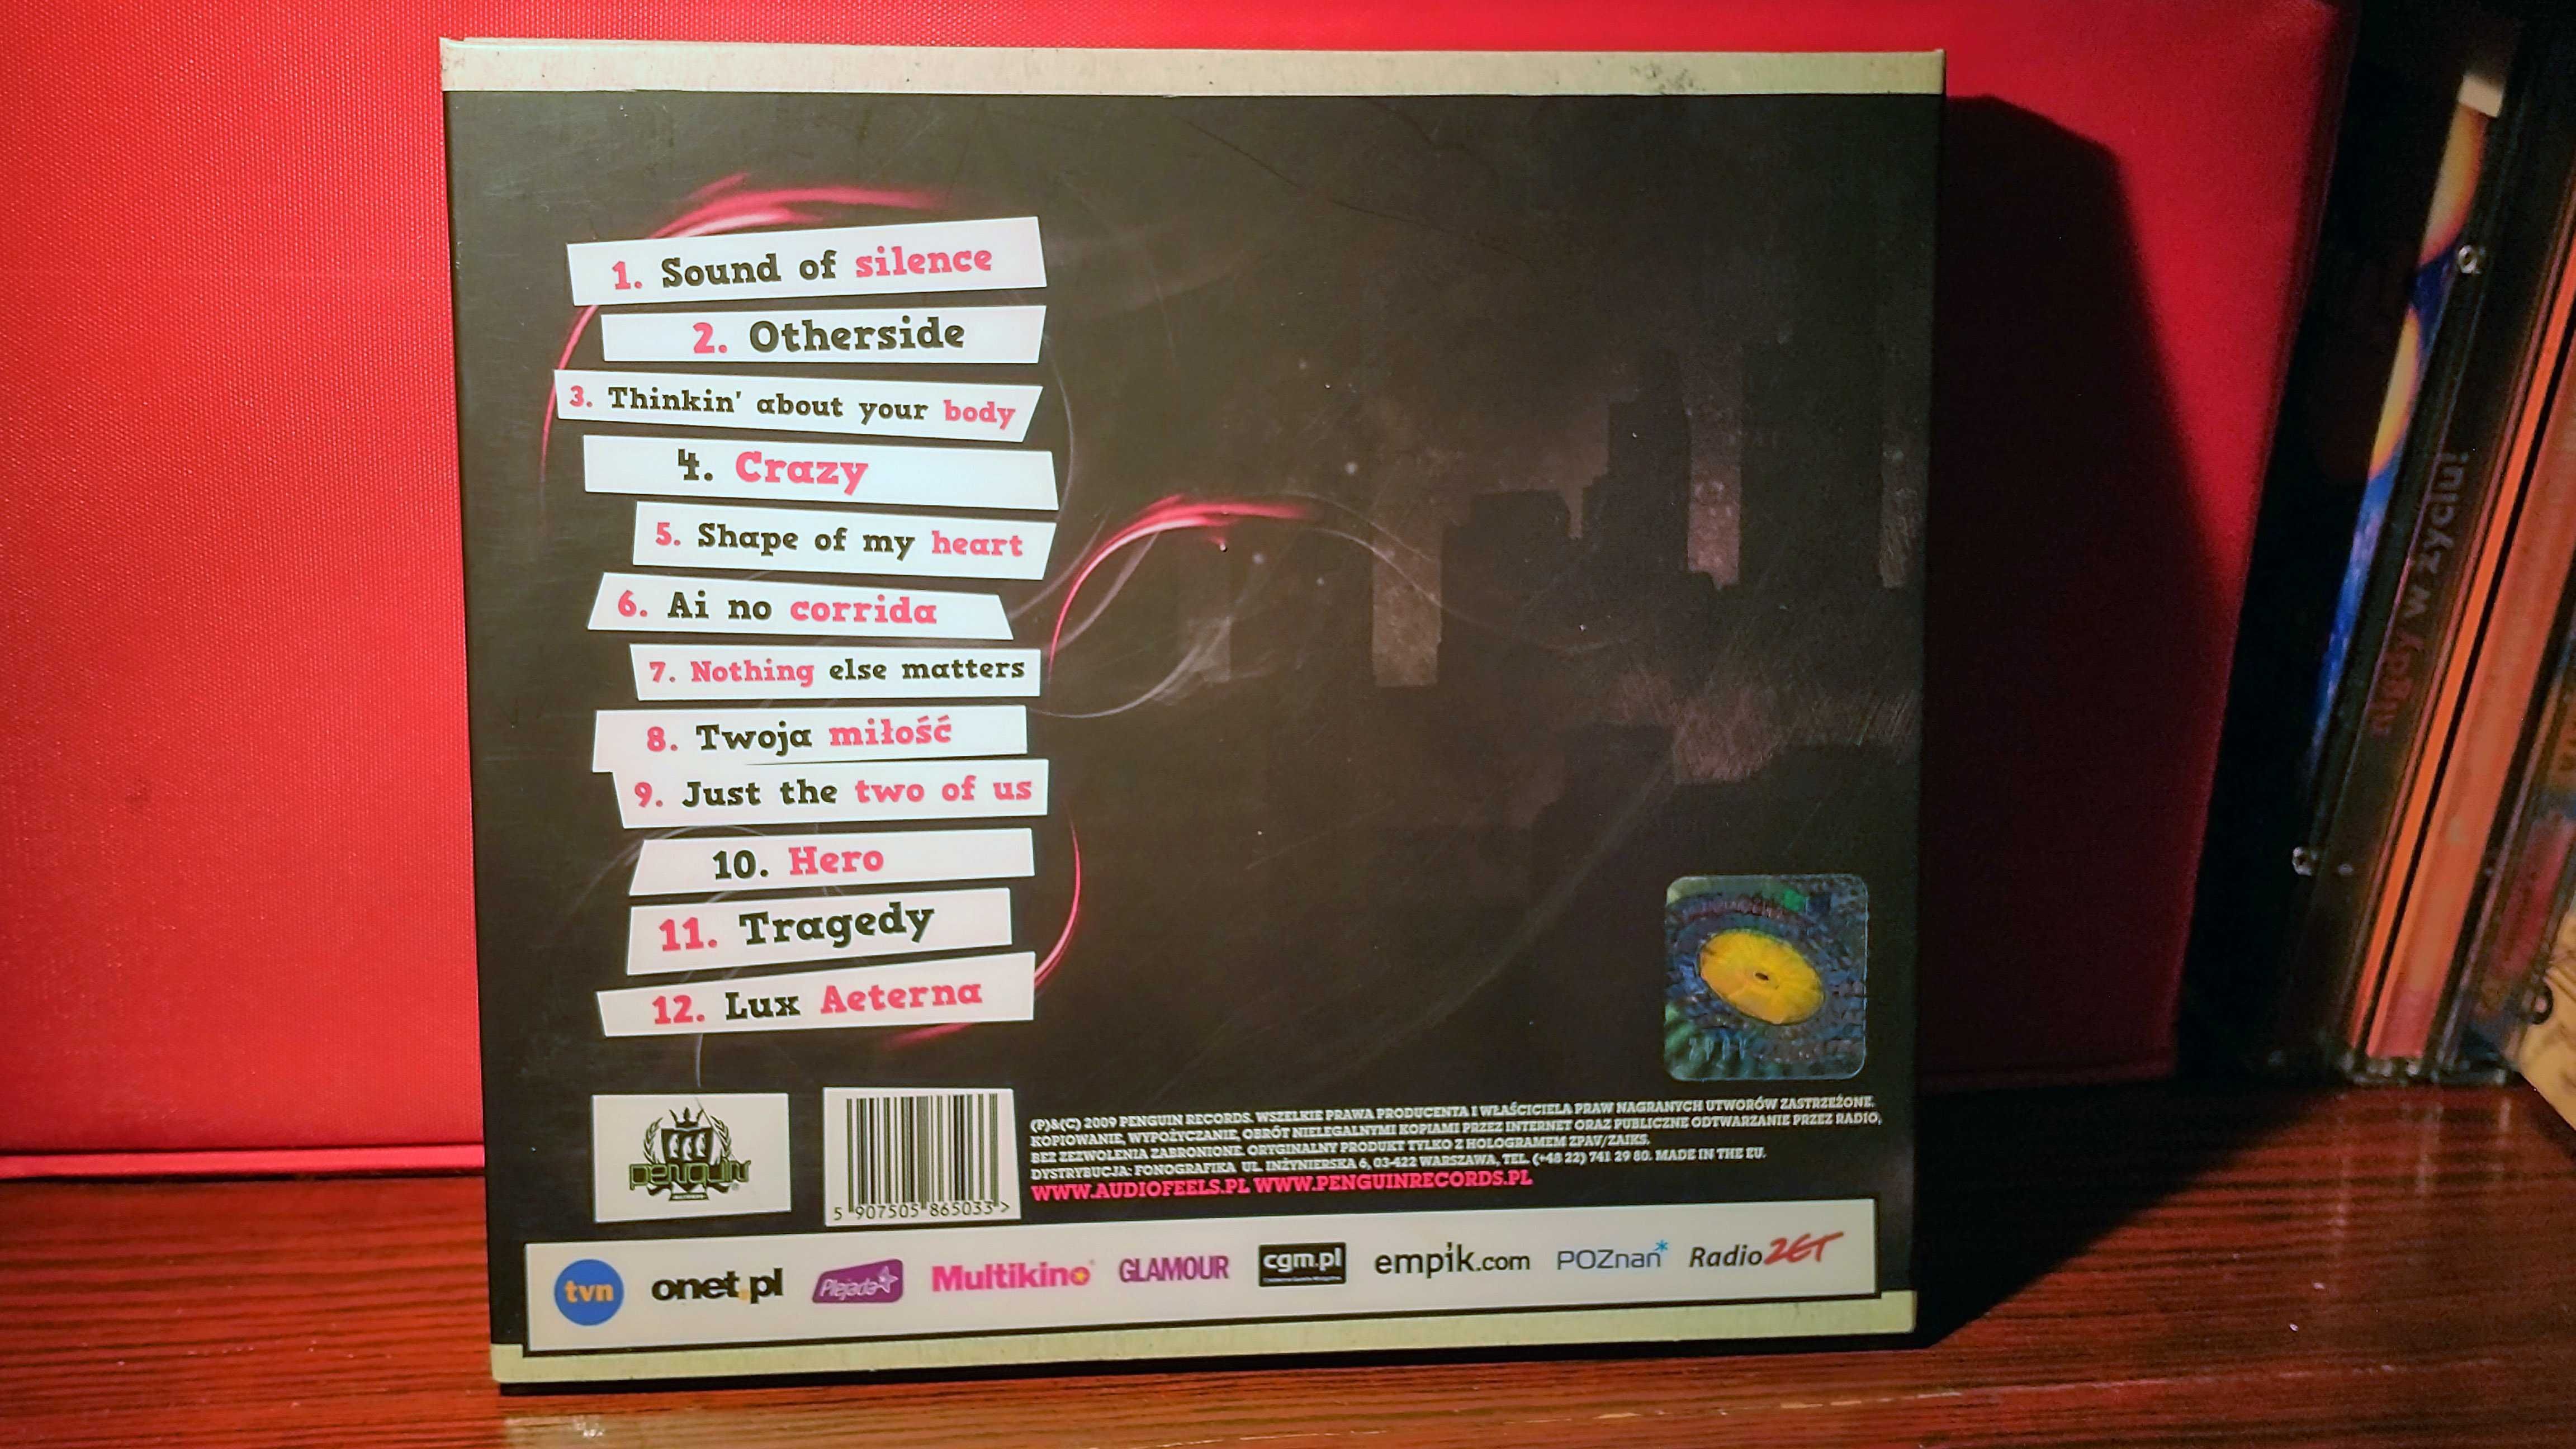 1. Sound of silence
2. Otherside
3. Thinkin' about your body
4. Crazy
5. Shape of my heart
6. Ai no corrida
7. Nothing else matters
8. Twoja miłość
9. Just the two of us
10. Hero
11. Tragedy
12. Lux Aeterna
penguin
5 907505 865033 >
(P)&(C) 2009 PENGUIN RECORDS. WSZELKIE PRAWA PRODUCENTA I WŁAŚCICIELA PRAW NAGRANYCH UTWORÓW ZASTRZEŻONE.
KOPIOWANIE, WYPOŻYCZANIE, OBRÓT NIELEGALNYMI KOPIAMI PRZEZ INTERNET ORAZ PUBLICZNE ODTWARZANIE PRZEZ RADIO,
BEZ ZEZWOLENIA ZABRONIONE. ORYGINALNY PRODUKT TYLKO Z HOLOGRAMEM ZPAV/ZAIKS.
DYSTRYBUCJA: FONOGRAFIKA UL. INŻYNIERSKA 6, 03-422 WARSZAWA, TEL. (+48 22) 741 29 80. MADE IN THE EU.
WWW.AUDIOFEELS.PL WWW.PENGUINRECORDS.PL
tvn onet.pl Plejada Multikino GLAMOUR cgm.pl empik.com POZnan* Radio ZET
w życiu!